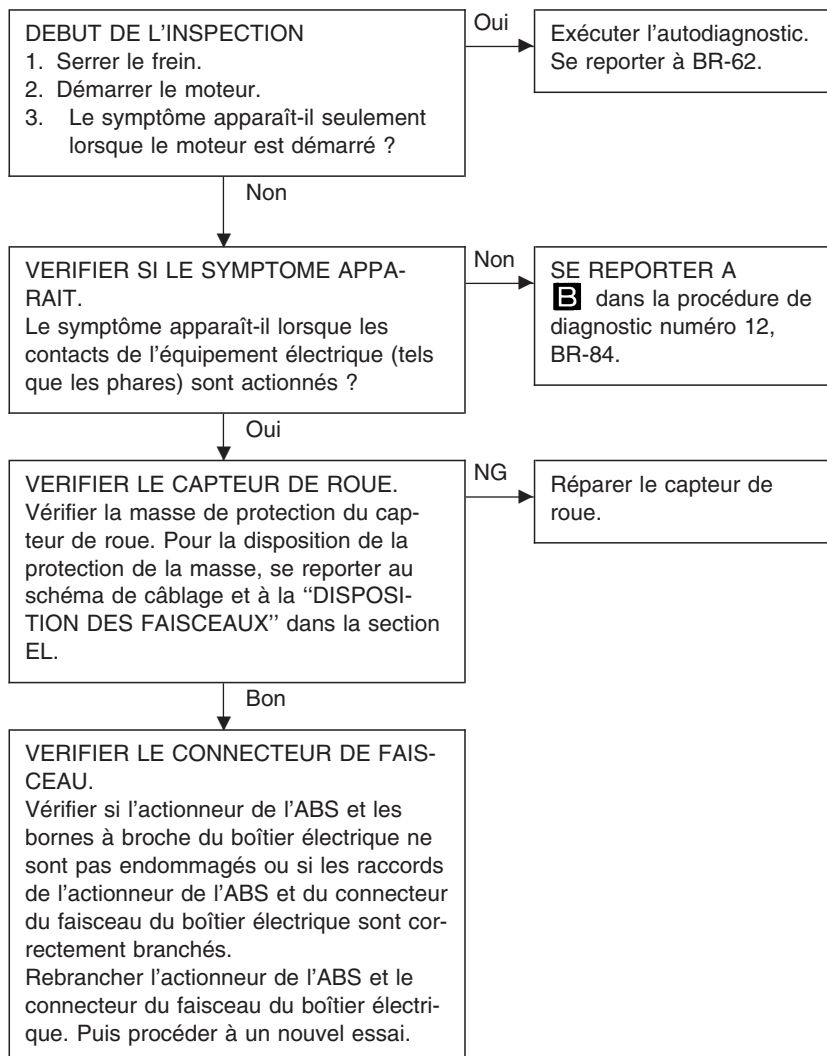 DEBUT DE L'INSPECTION
1. Serrer le frein.
2. Démarrer le moteur.
3. Le symptôme apparaît-il seulement
lorsque le moteur est démarré ?
Oui
Exécuter l'autodiagnostic.
Se reporter à BR-62.
Non
VERIFIER SI LE SYMPTOME APPA-
RAIT.
Le symptôme apparaît-il lorsque les
contacts de l'équipement électrique (tels
que les phares) sont actionnés ?
Non
SE REPORTER A
B dans la procédure de
diagnostic numéro 12,
BR-84.
Oui
VERIFIER LE CAPTEUR DE ROUE.
Vérifier la masse de protection du cap-
teur de roue. Pour la disposition de la
protection de la masse, se reporter au
schéma de câblage et à la ‘‘DISPOSI-
TION DES FAISCEAUX’’ dans la section
EL.
NG
Réparer le capteur de
roue.
Bon
VERIFIER LE CONNECTEUR DE FAIS-
CEAU.
Vérifier si l'actionneur de l'ABS et les
bornes à broche du boîtier électrique ne
sont pas endommagés ou si les raccords
de l'actionneur de l'ABS et du connecteur
du faisceau du boîtier électrique sont cor-
rectement branchés.
Rebrancher l'actionneur de l'ABS et le
connecteur du faisceau du boîtier électri-
que. Puis procéder à un nouvel essai.